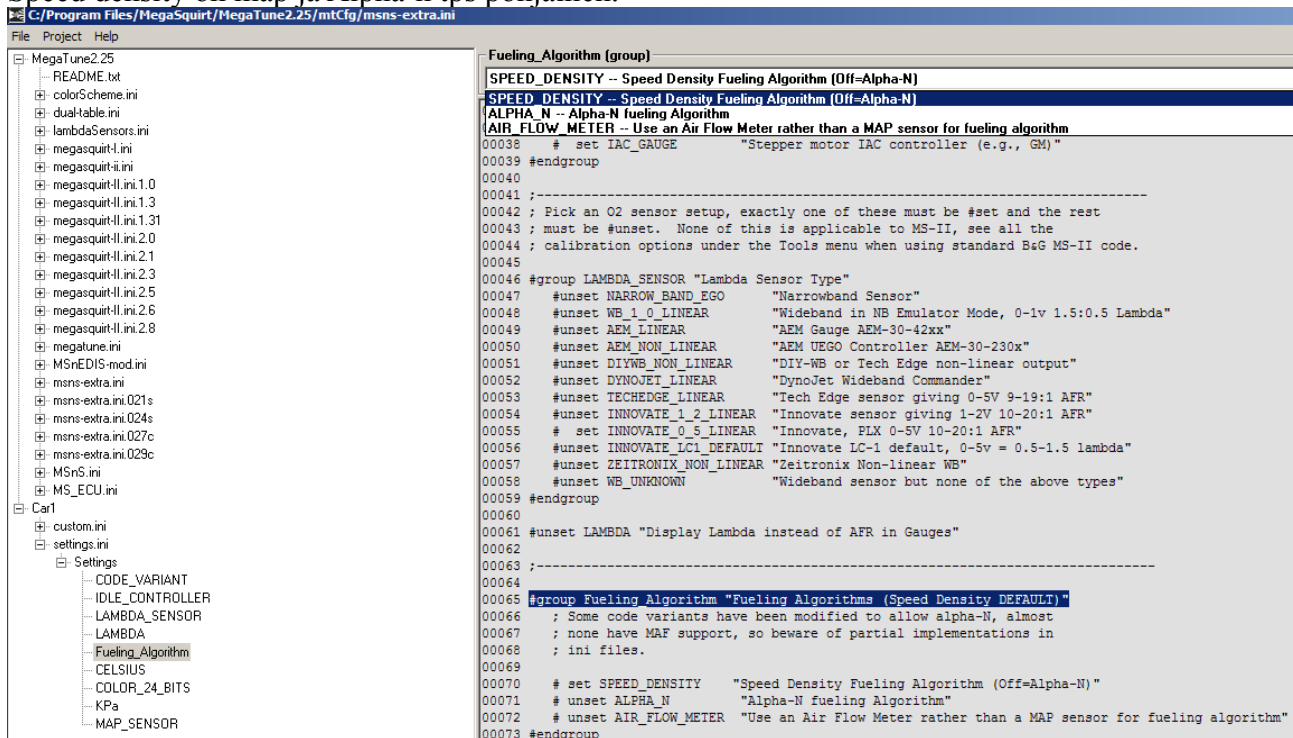 Speed density on map ja Alpha-n tps pohjainen.
C:/Program Files/MegaSquirt/MegaTune2.25/mtCfg/msns-extra.ini
File Project Help
MegaTune2.25
README.txt
colorScheme.ini
dual-table.ini
lambdaSensors.ini
megasquirt-I.ini
megasquirt-ii.ini
megasquirt-II.ini.1.0
megasquirt-II.ini.1.3
megasquirt-II.ini.1.31
megasquirt-II.ini.2.0
megasquirt-II.ini.2.1
megasquirt-II.ini.2.3
megasquirt-II.ini.2.5
megasquirt-II.ini.2.6
megasquirt-II.ini.2.8
megatune.ini
MSnEDIS-mod.ini
msns-extra.ini
msns-extra.ini.021s
msns-extra.ini.024s
msns-extra.ini.027c
msns-extra.ini.029c
MSnS.ini
MS_ECU.ini
Car1
custom.ini
settings.ini
Settings
CODE_VARIANT
IDLE_CONTROLLER
LAMBDA_SENSOR
LAMBDA
Fueling_Algorithm
CELSIUS
COLOR_24_BITS
KPa
MAP_SENSOR
Fueling_Algorithm (group)
SPEED_DENSITY -- Speed Density Fueling Algorithm (Off=Alpha-N)
SPEED_DENSITY -- Speed Density Fueling Algorithm (Off=Alpha-N)
ALPHA_N -- Alpha-N fueling Algorithm
AIR_FLOW_METER -- Use an Air Flow Meter rather than a MAP sensor for fueling algorithm
00038 # set IAC_GAUGE "Stepper motor IAC controller (e.g., GM)"
00039 #endgroup
00040
00041 ;-----------------------------------------------------------------------------
00042 ; Pick an O2 sensor setup, exactly one of these must be #set and the rest
00043 ; must be #unset. None of this is applicable to MS-II, see all the
00044 ; calibration options under the Tools menu when using standard B&G MS-II code.
00045
00046 #group LAMBDA_SENSOR "Lambda Sensor Type"
00047 #unset NARROW_BAND_EGO "Narrowband Sensor"
00048 #unset WB_1_0_LINEAR "Wideband in NB Emulator Mode, 0-1v 1.5:0.5 Lambda"
00049 #unset AEM_LINEAR "AEM Gauge AEM-30-42xx"
00050 #unset AEM_NON_LINEAR "AEM UEGO Controller AEM-30-230x"
00051 #unset DIYWB_NON_LINEAR "DIY-WB or Tech Edge non-linear output"
00052 #unset DYNOJET_LINEAR "DynoJet Wideband Commander"
00053 #unset TECHEDGE_LINEAR "Tech Edge sensor giving 0-5V 9-19:1 AFR"
00054 #unset INNOVATE_1_2_LINEAR "Innovate sensor giving 1-2V 10-20:1 AFR"
00055 # set INNOVATE_0_5_LINEAR "Innovate, PLX 0-5V 10-20:1 AFR"
00056 #unset INNOVATE_LC1_DEFAULT "Innovate LC-1 default, 0-5v = 0.5-1.5 lambda"
00057 #unset ZEITRONIX_NON_LINEAR "Zeitronix Non-linear WB"
00058 #unset WB_UNKNOWN "Wideband sensor but none of the above types"
00059 #endgroup
00060
00061 #unset LAMBDA "Display Lambda instead of AFR in Gauges"
00062
00063 ;------------------------------------------------------------------------------
00064
00065 #group Fueling_Algorithm "Fueling Algorithms (Speed Density DEFAULT)"
00066 ; Some code variants have been modified to allow alpha-N, almost
00067 ; none have MAF support, so beware of partial implementations in
00068 ; ini files.
00069
00070 # set SPEED_DENSITY "Speed Density Fueling Algorithm (Off=Alpha-N)"
00071 # unset ALPHA_N "Alpha-N fueling Algorithm"
00072 # unset AIR_FLOW_METER "Use an Air Flow Meter rather than a MAP sensor for fueling algorithm"
00073 #endgroup